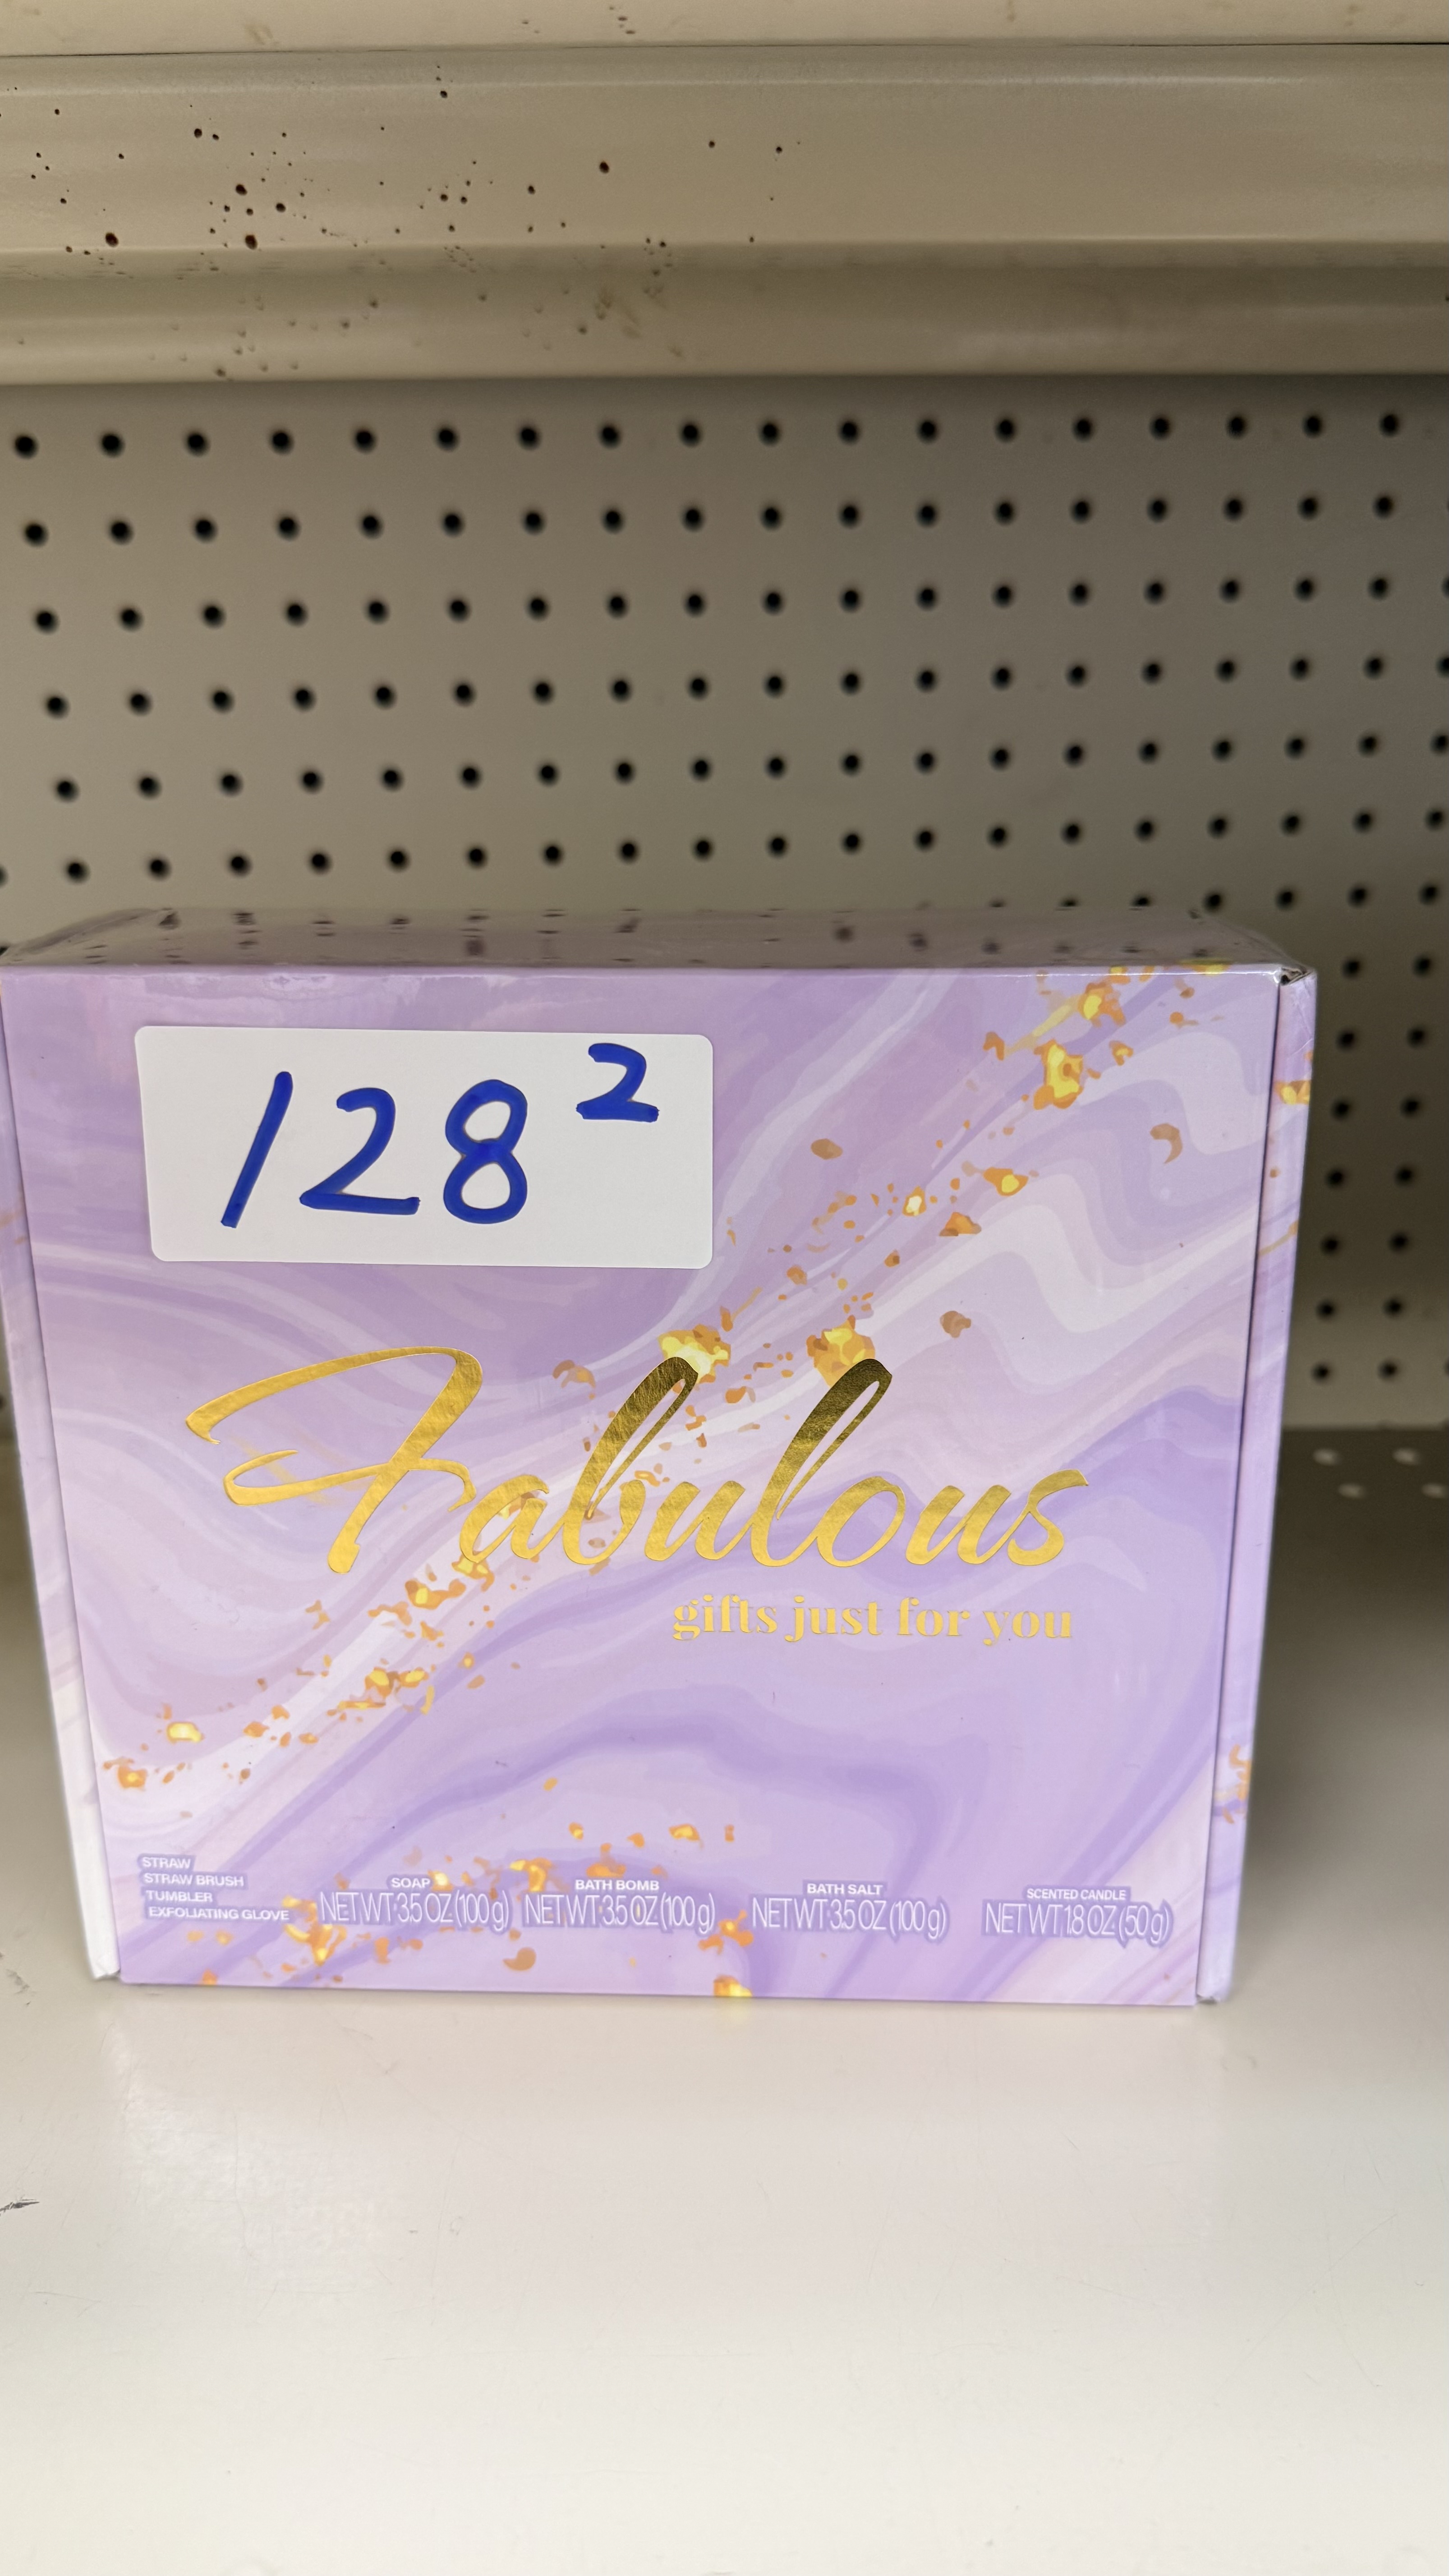 128²
Fabulous
gifts just for you
STRAW
STRAW BRUSH
TUMBLER
EXFOLIATING GLOVE
SOAP
NET WT 3.5 OZ (100 g)
BATH BOMB
NET WT 3.5 OZ (100 g)
BATH SALT
NET WT 3.5 OZ (100 g)
SCENTED CANDLE
NET WT 1.8 OZ (50 g)